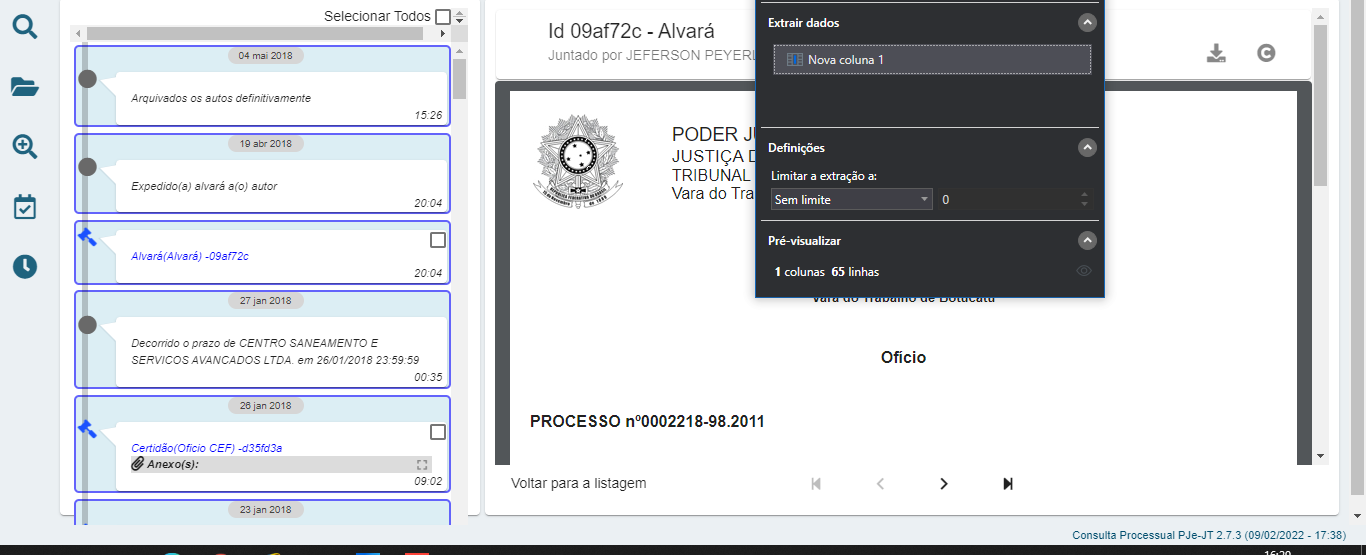 Selecionar Todos
04 mai 2018
Arquivados os autos definitivamente
15:26
19 abr 2018
Expedido(a) alvará a(o) autor
20:04
Alvará(Alvará) -09af72c
20:04
27 jan 2018
Decorrido o prazo de CENTRO SANEAMENTO E
SERVICOS AVANCADOS LTDA. em 26/01/2018 23:59:59
00:35
26 jan 2018
Certidão(Oficio CEF) -d35fd3a
Anexo(s):
09:02
23 jan 2018
Id 09af72c - Alvará
Juntado por JEFERSON PEYERL
PODER JU
JUSTIÇA D
TRIBUNAL
Vara do Tra
Extrair dados
Nova coluna 1
Definições
Limitar a extração a:
Sem limite 0
Pré-visualizar
1 colunas 65 linhas
Vara do Trabalho de Botucatu
Ofício
PROCESSO nº0002218-98.2011
Voltar para a listagem
Consulta Processual PJe-JT 2.7.3 (09/02/2022 - 17:38)